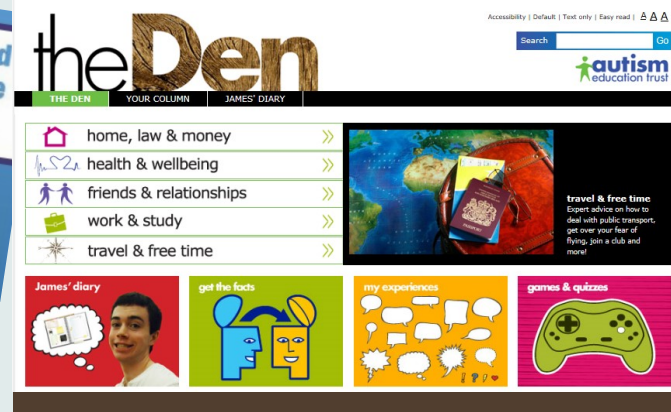 Accessibility | Default | Text only | Easy read | A A A
theDen
Search Go
autism
education trust
THE DEN YOUR COLUMN JAMES' DIARY
home, law & money
health & wellbeing
friends & relationships
work & study
travel & free time
travel & free time
Expert advice on how to
deal with public transport,
get over your fear of
flying, join a club and
more!
PASSPORT
James' diary
get the facts
my experiences
games & quizzes